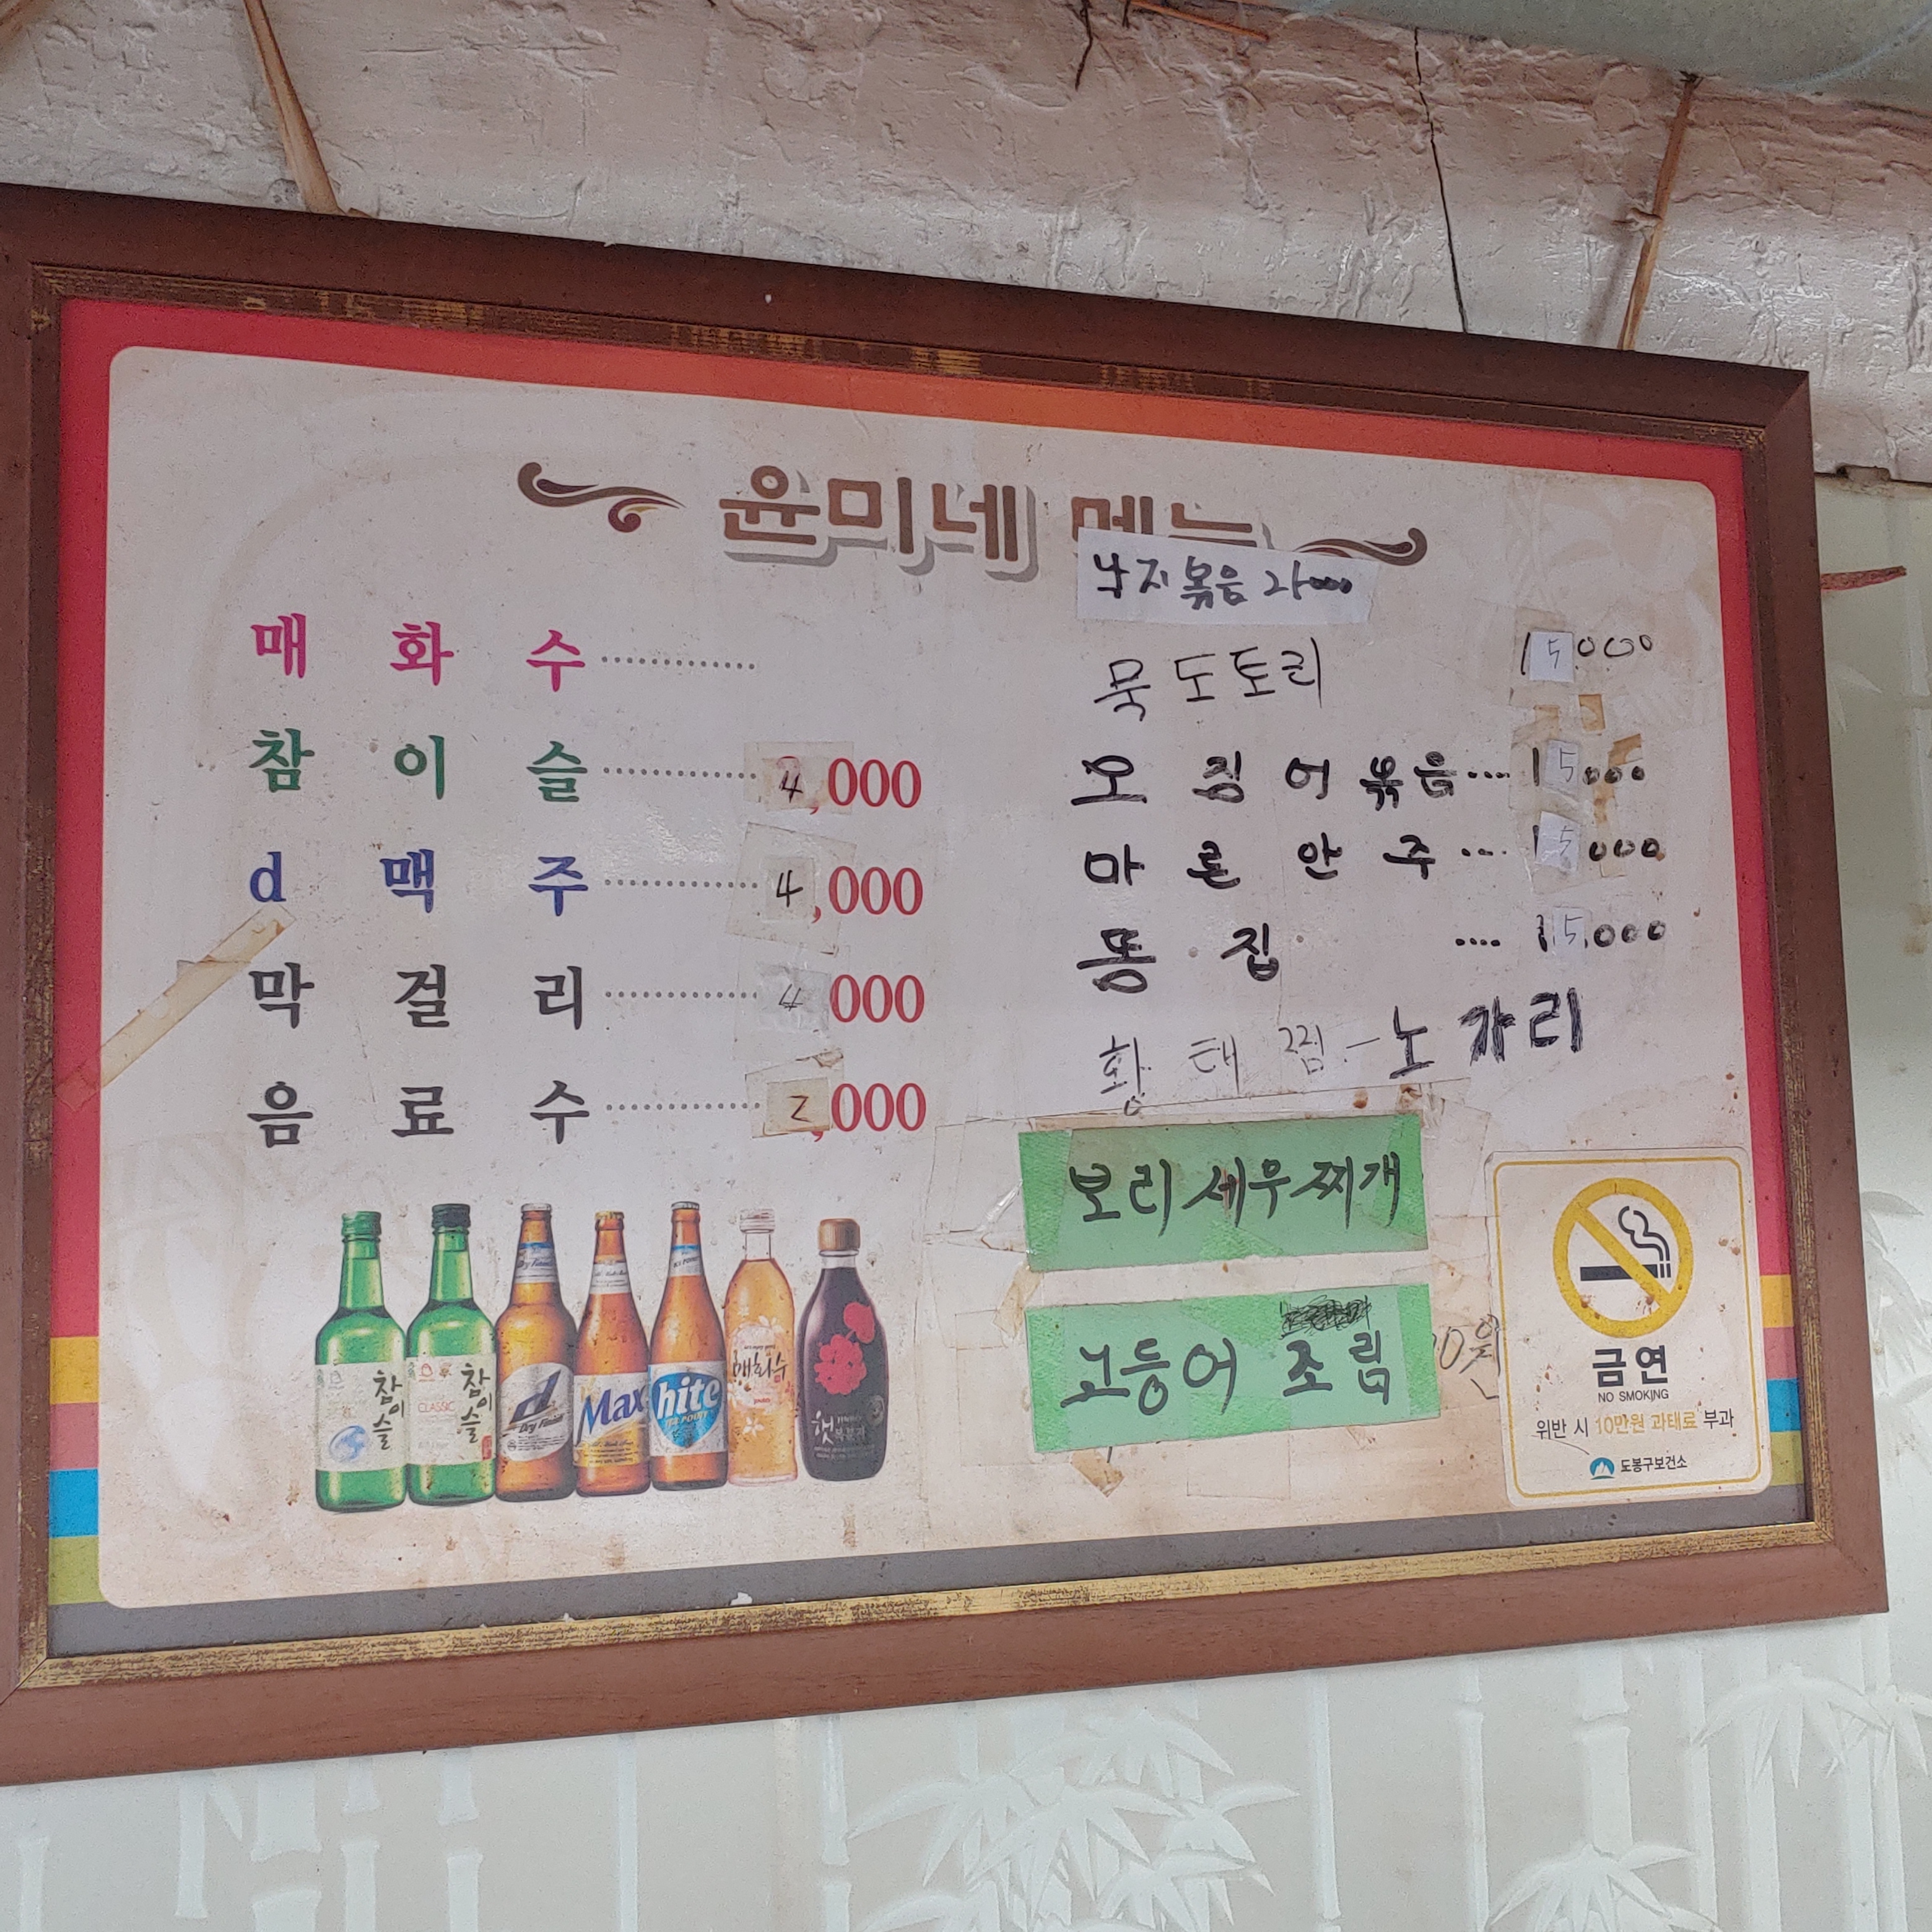 윤미네 메뉴
매 화 수
참 이 슬 4,000
d 맥 주 4,000
막 걸 리 4 000
음 료 수 2,000
낙지볶음
묵 도토리 15,000
오 징 어 볶음 15,000
마 른 안 주 15,000
똥 집 15,000
황 태 찜 - 노 가리
보리새우찌개
고등어 조림
참이슬
CLASSIC 참이슬
d Dry Finish
Max
hite
매화수
금연
NO SMOKING
위반 시 10만원 과태료 부과
도봉구보건소